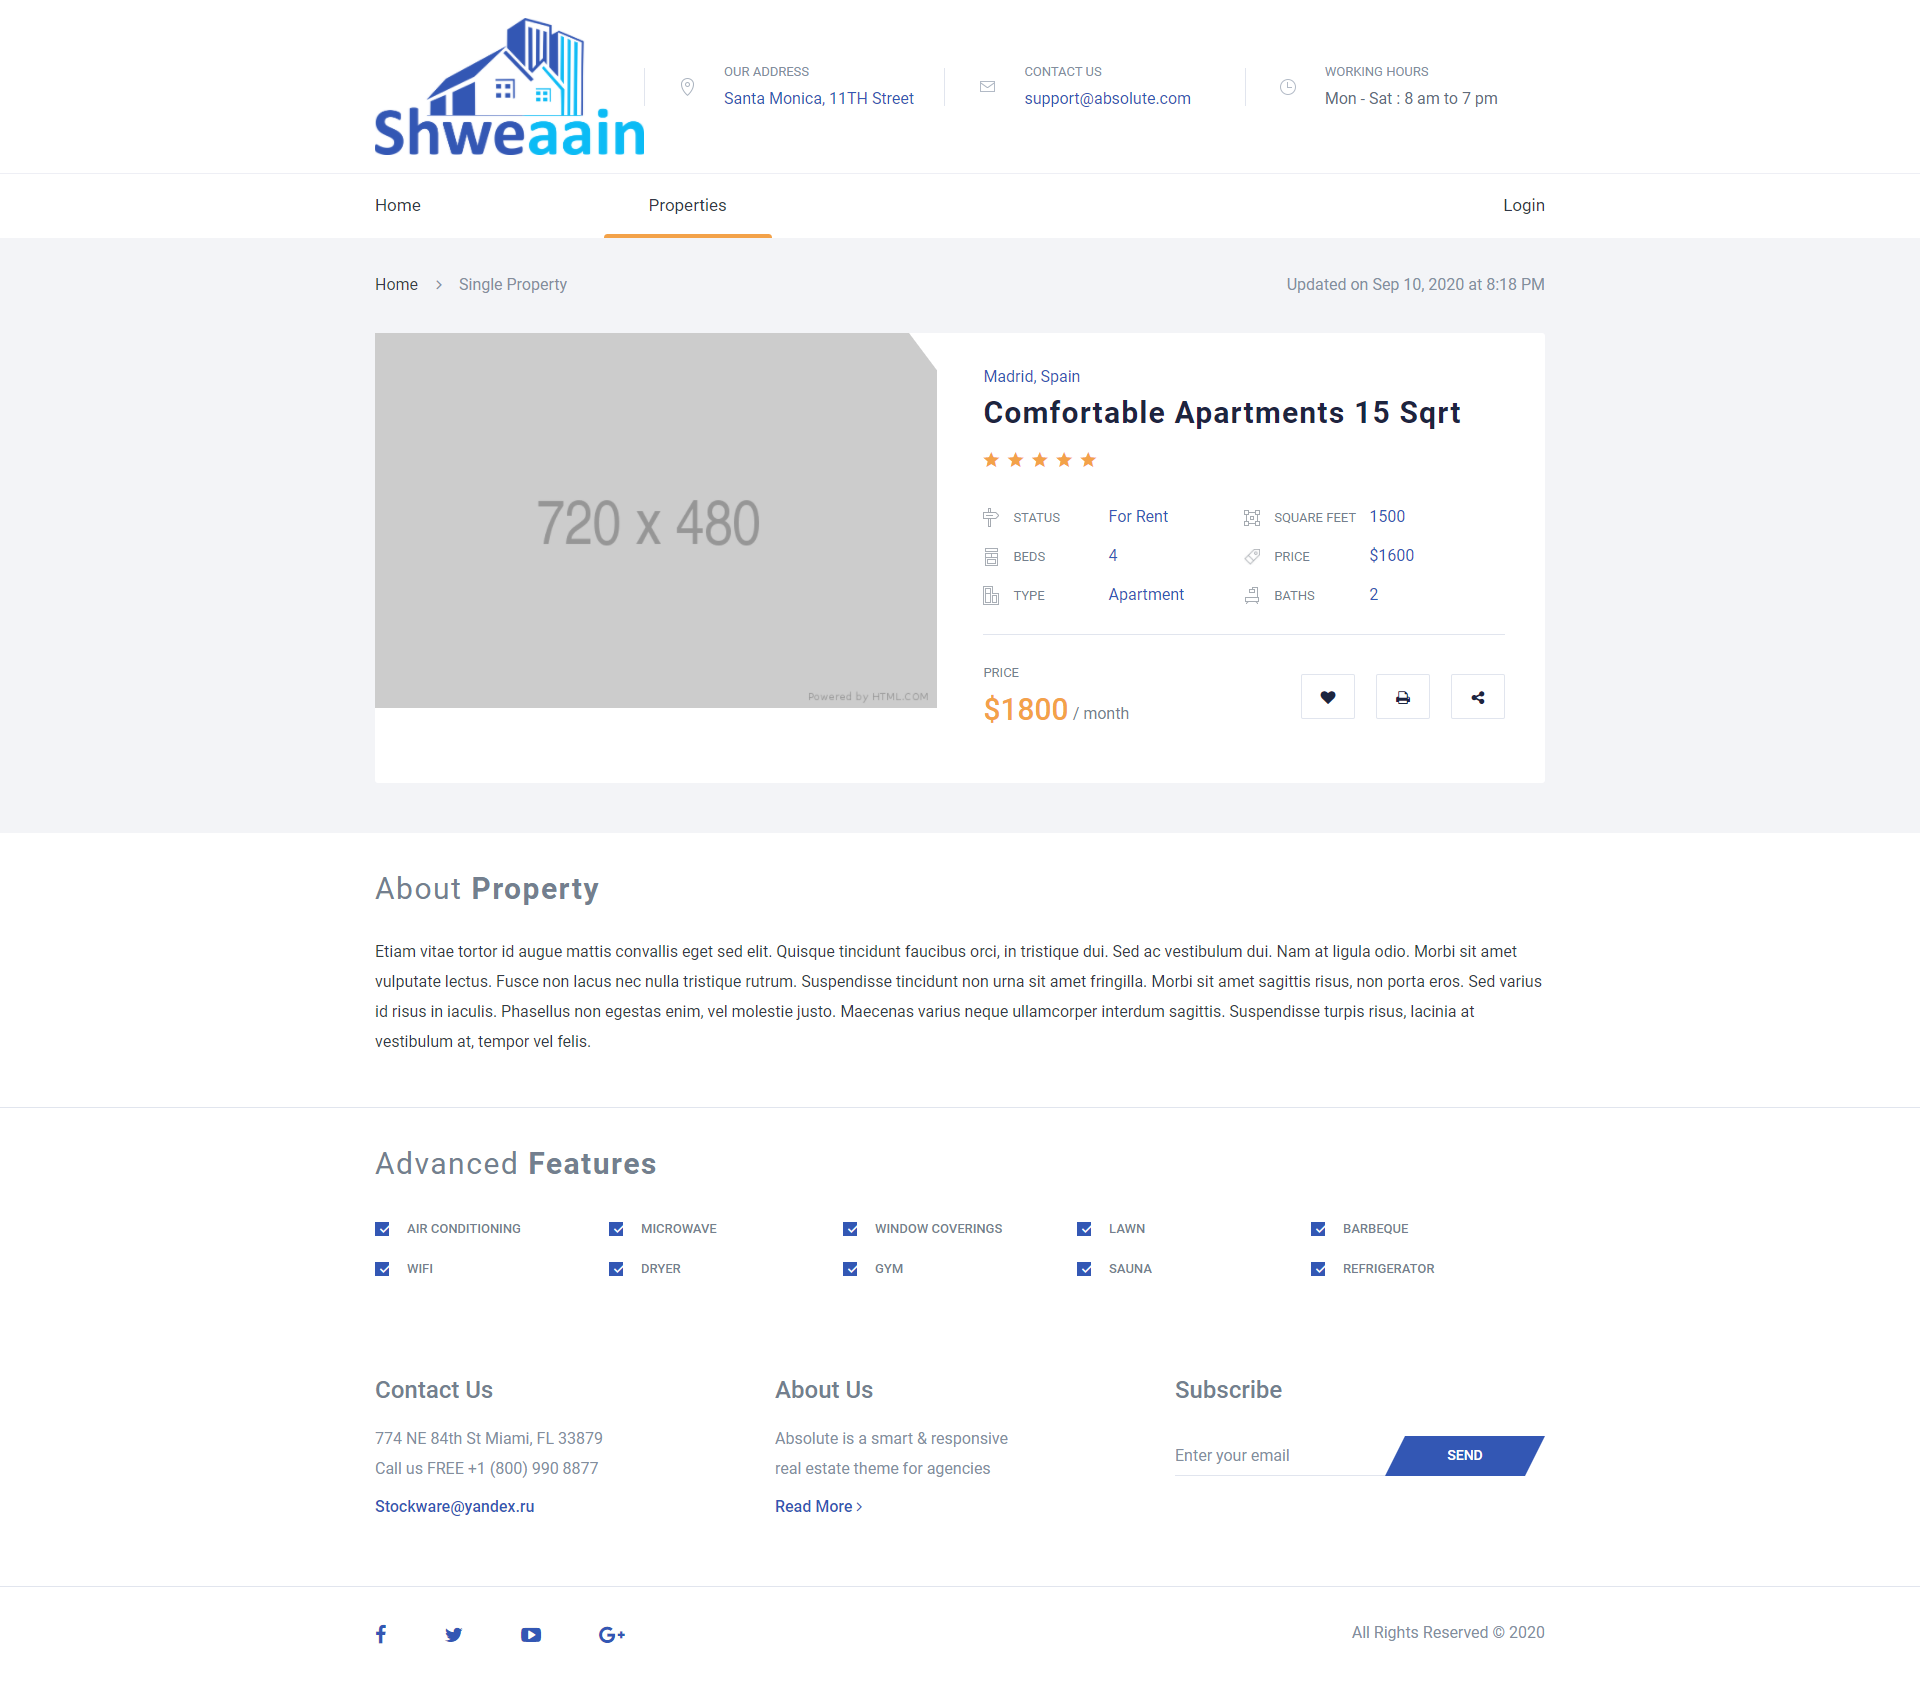 Shweaain
OUR ADDRESS
Santa Monica, 11TH Street
CONTACT US
support@absolute.com
WORKING HOURS
Mon - Sat : 8 am to 7 pm
Home
Properties
Login
Home
Single Property
Updated on Sep 10, 2020 at 8:18 PM
720 x 480
Powered by HTML.COM
Madrid, Spain
Comfortable Apartments 15 Sqrt
STATUS For Rent
SQUARE FEET 1500
BEDS 4
PRICE $1600
TYPE Apartment
BATHS 2
PRICE
$1800 / month
About Property
Etiam vitae tortor id augue mattis convallis eget sed elit. Quisque tincidunt faucibus orci, in tristique dui. Sed ac vestibulum dui. Nam at ligula odio. Morbi sit amet
vulputate lectus. Fusce non lacus nec nulla tristique rutrum. Suspendisse tincidunt non urna sit amet fringilla. Morbi sit amet sagittis risus, non porta eros. Sed varius
id risus in iaculis. Phasellus non egestas enim, vel molestie justo. Maecenas varius neque ullamcorper interdum sagittis. Suspendisse turpis risus, lacinia at
vestibulum at, tempor vel felis.
Advanced Features
AIR CONDITIONING
MICROWAVE
WINDOW COVERINGS
LAWN
BARBEQUE
WIFI
DRYER
GYM
SAUNA
REFRIGERATOR
Contact Us
774 NE 84th St Miami, FL 33879
Call us FREE +1 (800) 990 8877
Stockware@yandex.ru
About Us
Absolute is a smart & responsive
real estate theme for agencies
Read More
Subscribe
Enter your email
SEND
All Rights Reserved © 2020